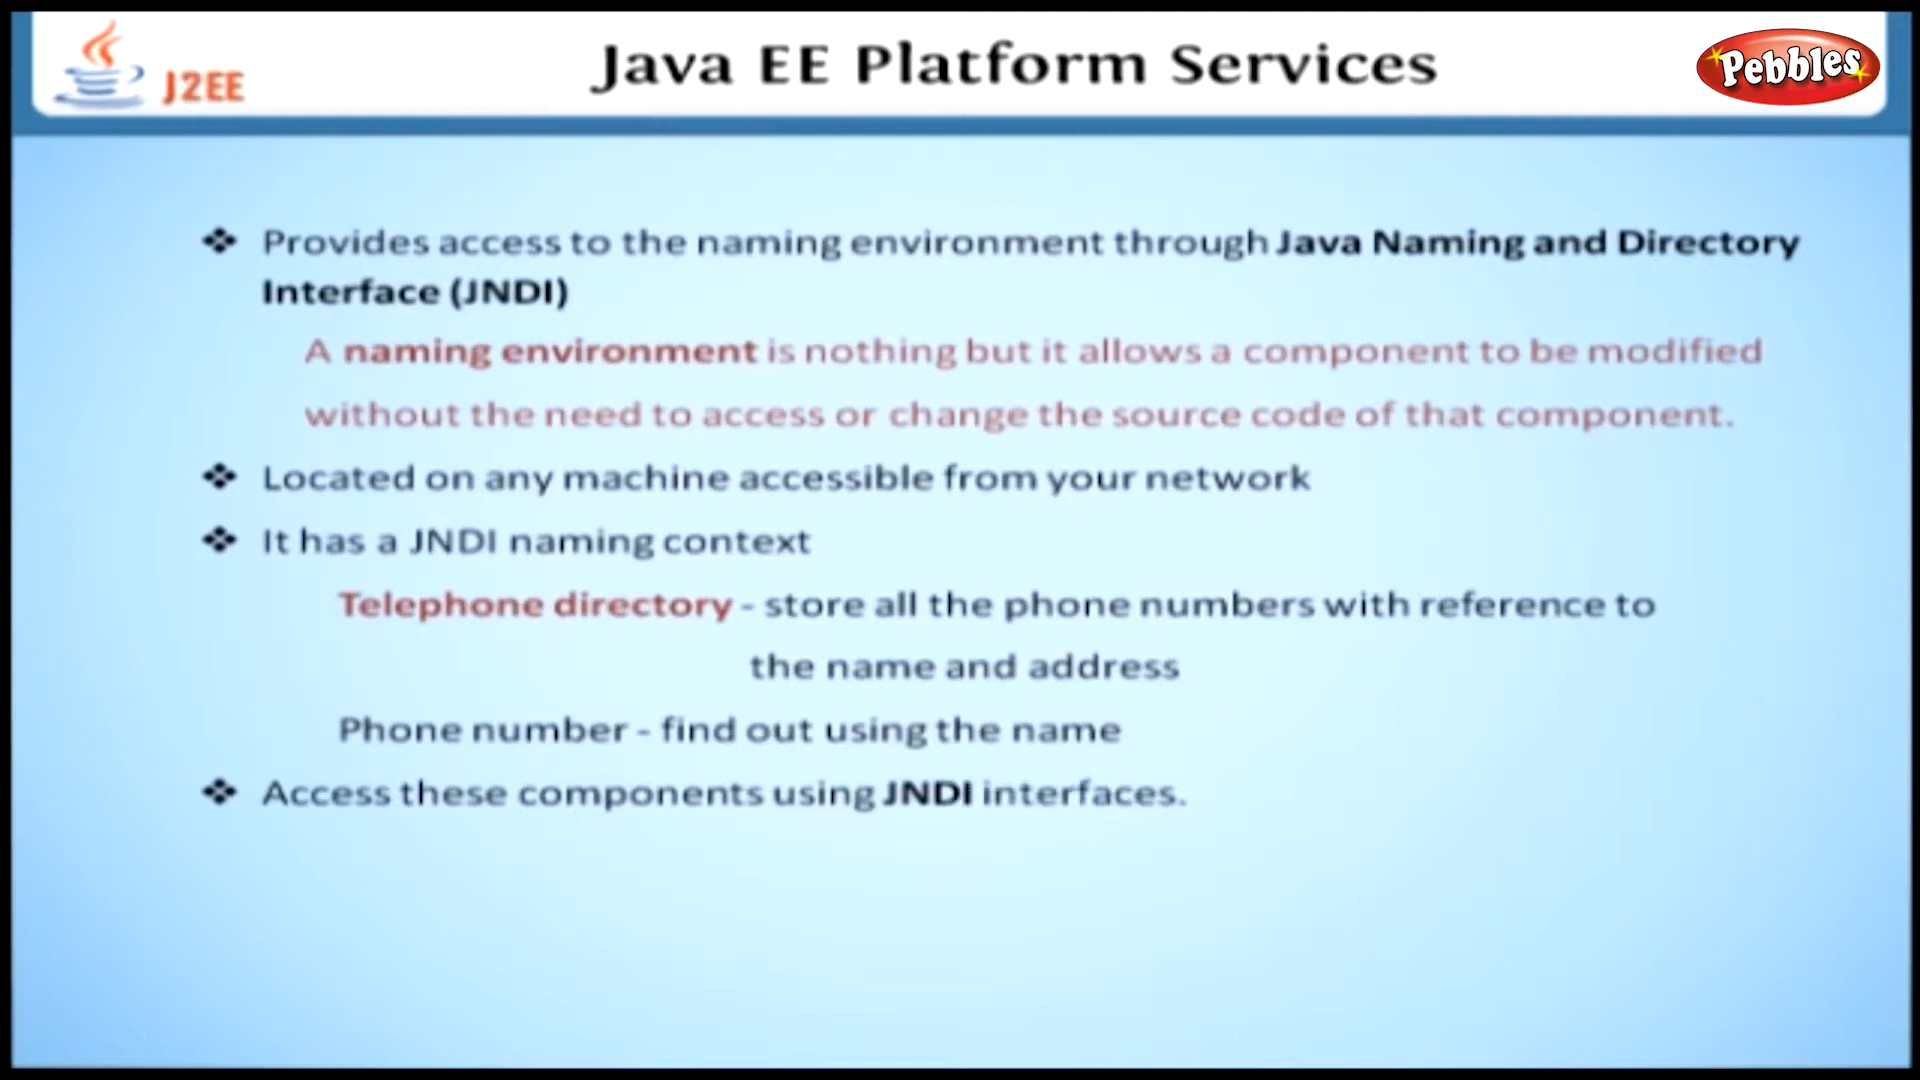 J2EE
Java EE Platform Services
Pebbles
❖ Provides access to the naming environment through Java Naming and Directory
Interface (JNDI)
A naming environment is nothing but it allows a component to be modified
without the need to access or change the source code of that component.
❖ Located on any machine accessible from your network
❖ It has a JNDI naming context
Telephone directory - store all the phone numbers with reference to
the name and address
Phone number - find out using the name
❖ Access these components using JNDI interfaces.